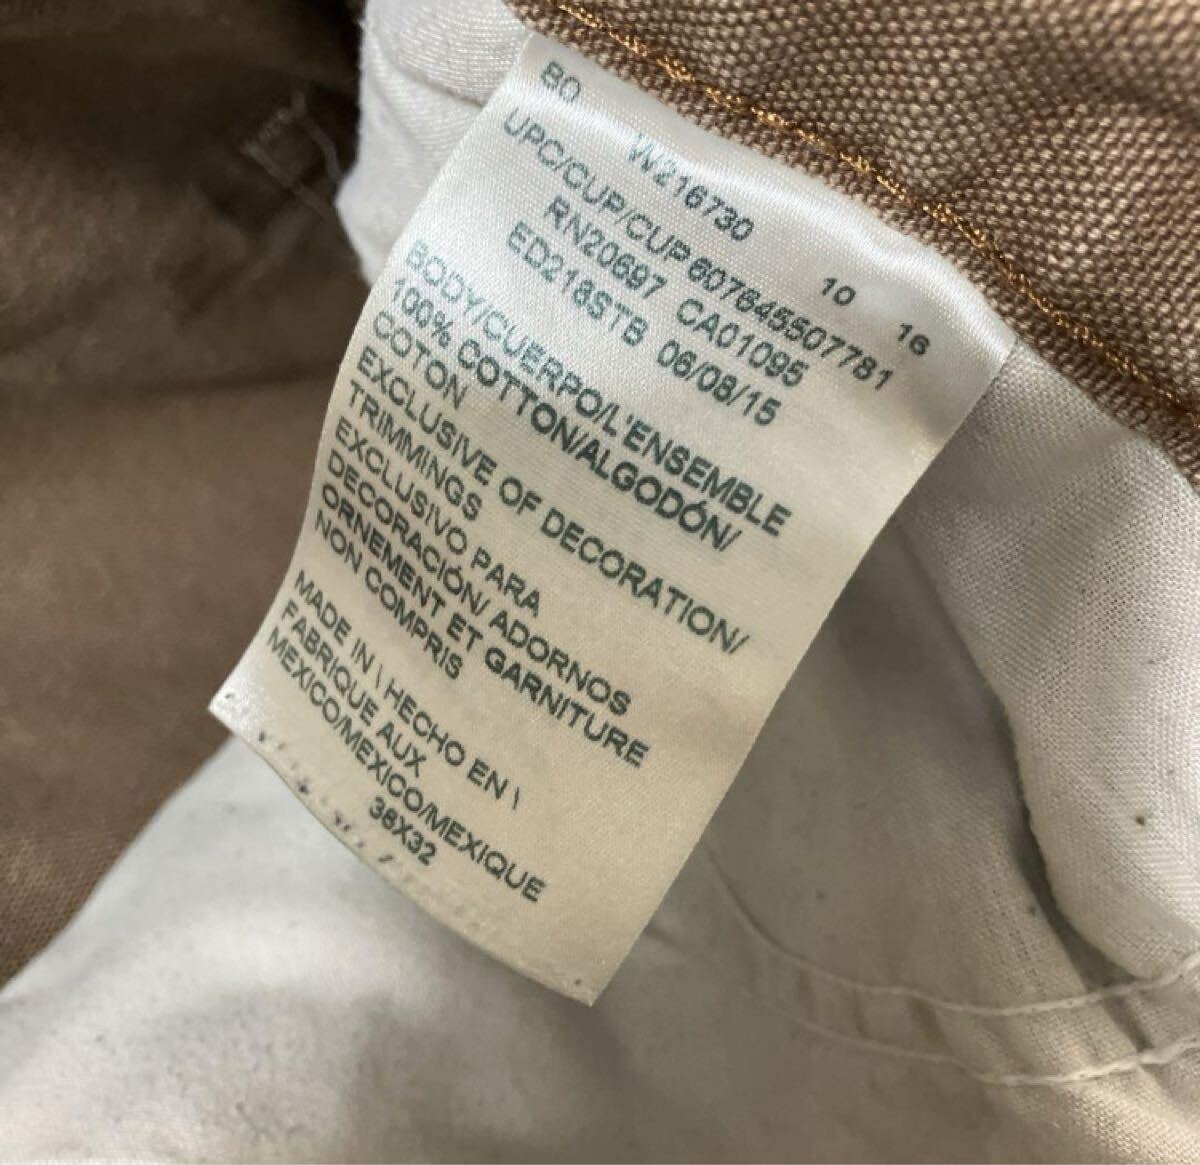 BO W216730 10 16
UPC/CUP/CUP 607645507781
RN20697 CA01095
ED218STB 06/08/15
BODY/CUERPO/L'ENSEMBLE
100% COTTON/ALGODÓN/
COTON
EXCLUSIVE OF DECORATION/
TRIMMINGS
EXCLUSIVO PARA
DECORACIÓN/ ADORNOS
ORNEMENT ET GARNITURE
NON COMPRIS
MADE IN \ HECHO EN \
FABRIQUE AUX
MEXICO/MEXICO/MEXIQUE
38X32